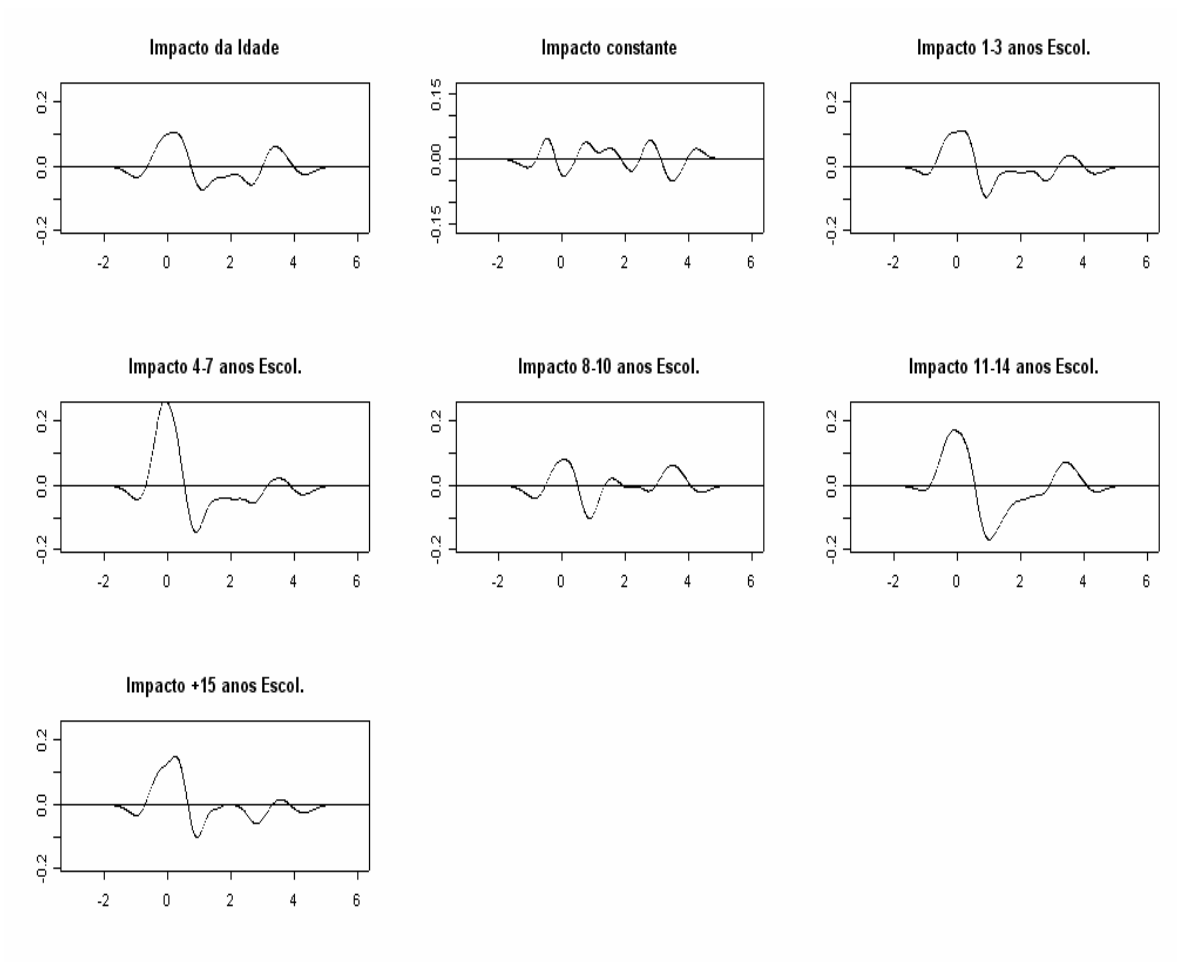 Impacto da Idade
0.2
0.0
-0.2
-2 0 2 4 6
Impacto constante
0.15
0.00
-0.15
-2 0 2 4 6
Impacto 1-3 anos Escol.
0.2
0.0
-0.2
-2 0 2 4 6
Impacto 4-7 anos Escol.
0.2
0.0
-0.2
-2 0 2 4 6
Impacto 8-10 anos Escol.
0.2
0.0
-0.2
-2 0 2 4 6
Impacto 11-14 anos Escol.
0.2
0.0
-0.2
-2 0 2 4 6
Impacto +15 anos Escol.
0.2
0.0
-0.2
-2 0 2 4 6